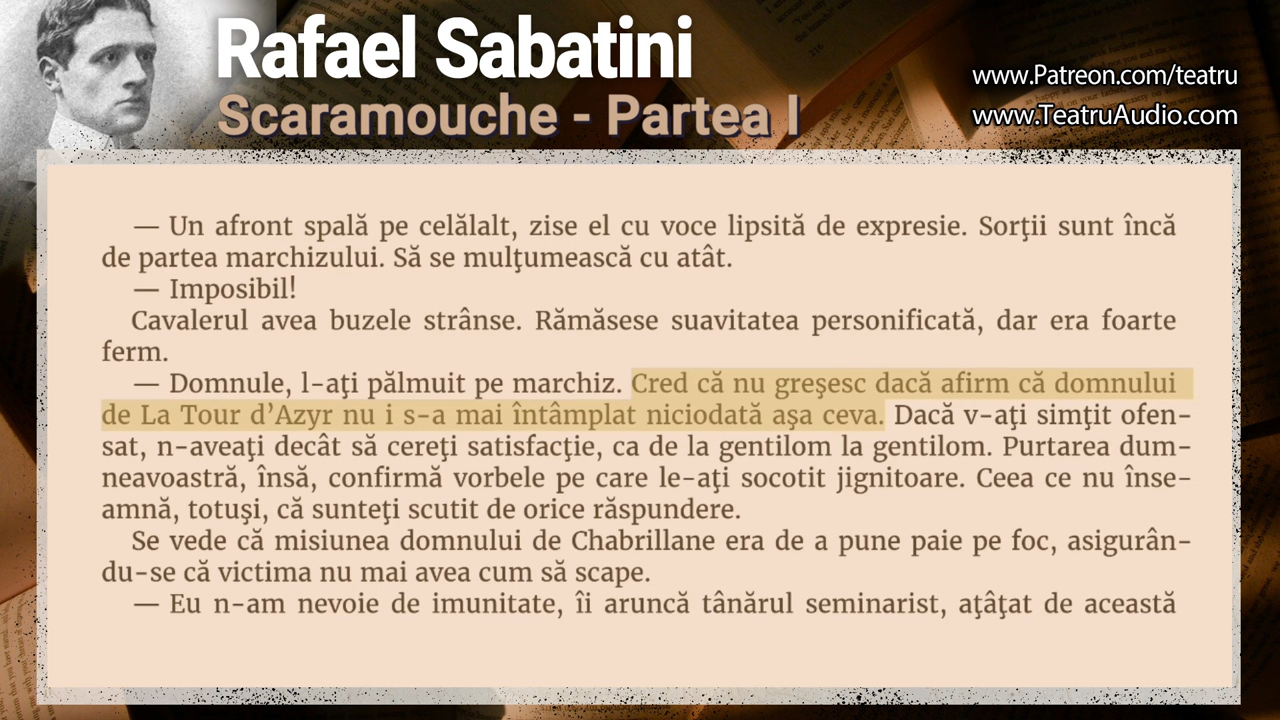 Rafael Sabatini
Scaramouche - Partea I
www.Patreon.com/teatru
www.TeatruAudio.com
— Un afront spală pe celălalt, zise el cu voce lipsită de expresie. Sorţii sunt încă
de partea marchizului. Să se mulţumească cu atât.
— Imposibil!
Cavalerul avea buzele strânse. Rămăsese suavitatea personificată, dar era foarte
ferm.
— Domnule, l-aţi pălmuit pe marchiz. Cred că nu greşesc dacă afirm că domnului
de La Tour d’Azyr nu i s-a mai întâmplat niciodată aşa ceva. Dacă v-aţi simţit ofen-
sat, n-aveaţi decât să cereţi satisfacţie, ca de la gentilom la gentilom. Purtarea dum-
neavoastră, însă, confirmă vorbele pe care le-aţi socotit jignitoare. Ceea ce nu înse-
amnă, totuşi, că sunteţi scutit de orice răspundere.
Se vede că misiunea domnului de Chabrillane era de a pune paie pe foc, asigurân-
du-se că victima nu mai avea cum să scape.
— Eu n-am nevoie de imunitate, îi aruncă tânărul seminarist, aţâţat de această